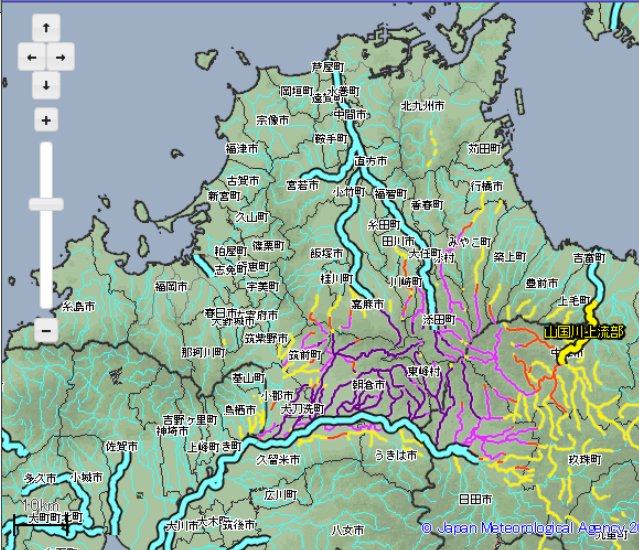 芦屋町
岡垣町
水巻町
遠賀町
中間市
北九州市
宗像市
鞍手町
福津市
直方市
苅田町
古賀市
宮若市
小竹町
福智町
行橋市
新宮町
香春町
久山町
糸田町
田川市
みやこ町
粕屋町
篠栗町
飯塚市
大任町
赤村
築上町
吉富町
志免町
須恵町
桂川町
川崎町
豊前市
上毛町
福岡市
宇美町
嘉麻市
糸島市
春日市
太宰府市
大野城市
添田町
山国川上流部
筑紫野市
那珂川町
筑前町
東峰村
基山町
朝倉市
小郡市
鳥栖市
大刀洗町
吉野ヶ里町
神埼市
上峰町
佐賀市
久留米市
うきは市
玖珠町
多久市
小城市
日田市
広川町
10km
大町町
江北町
大川市
大木町
筑後市
八女市
© Japan Meteorological Agency 2
九重町